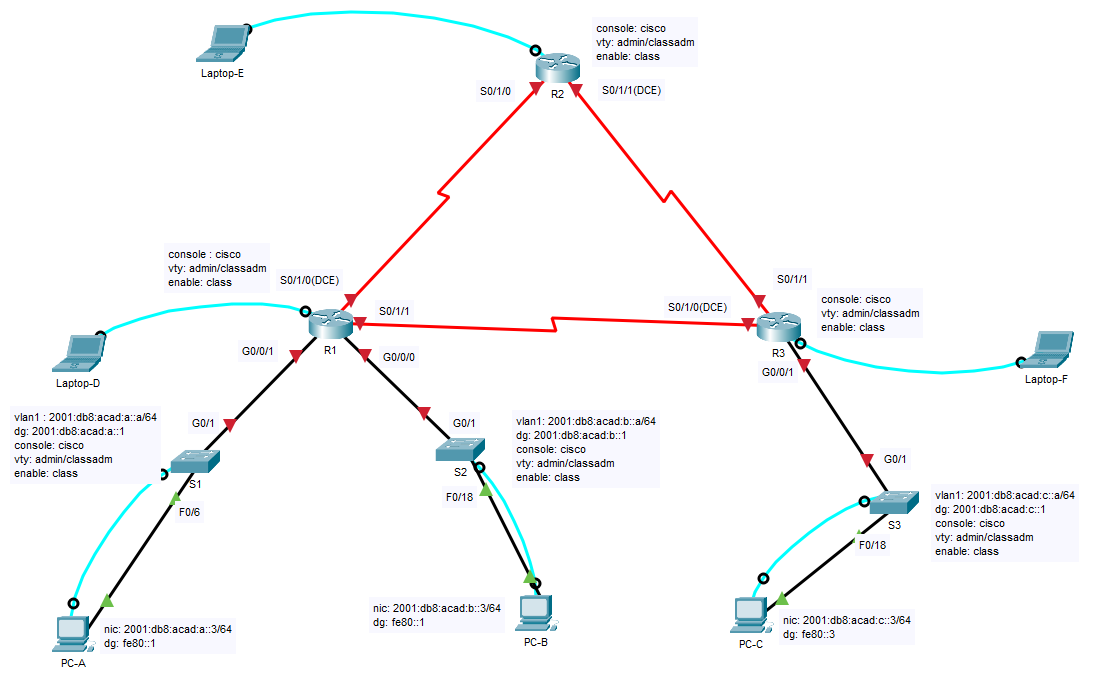 Laptop-E
console: cisco
vty: admin/classadm
enable: class
R2
S0/1/0
S0/1/1(DCE)
console : cisco
vty: admin/classadm
enable: class
S0/1/0(DCE)
S0/1/1
R1
G0/0/1
G0/0/0
Laptop-D
S0/1/1
S0/1/0(DCE)
console: cisco
vty: admin/classadm
enable: class
R3
G0/0/1
Laptop-F
vlan1 : 2001:db8:acad:a::a/64
dg: 2001:db8:acad:a::1
console: cisco
vty: admin/classadm
enable: class
G0/1
S1
F0/6
G0/1
S2
F0/18
vlan1: 2001:db8:acad:b::a/64
dg: 2001:db8:acad:b::1
console: cisco
vty: admin/classadm
enable: class
G0/1
S3
F0/18
vlan1: 2001:db8:acad:c::a/64
dg: 2001:db8:acad:c::1
console: cisco
vty: admin/classadm
enable: class
nic: 2001:db8:acad:a::3/64
dg: fe80::1
PC-A
nic: 2001:db8:acad:b::3/64
dg: fe80::1
PC-B
nic: 2001:db8:acad:c::3/64
dg: fe80::3
PC-C